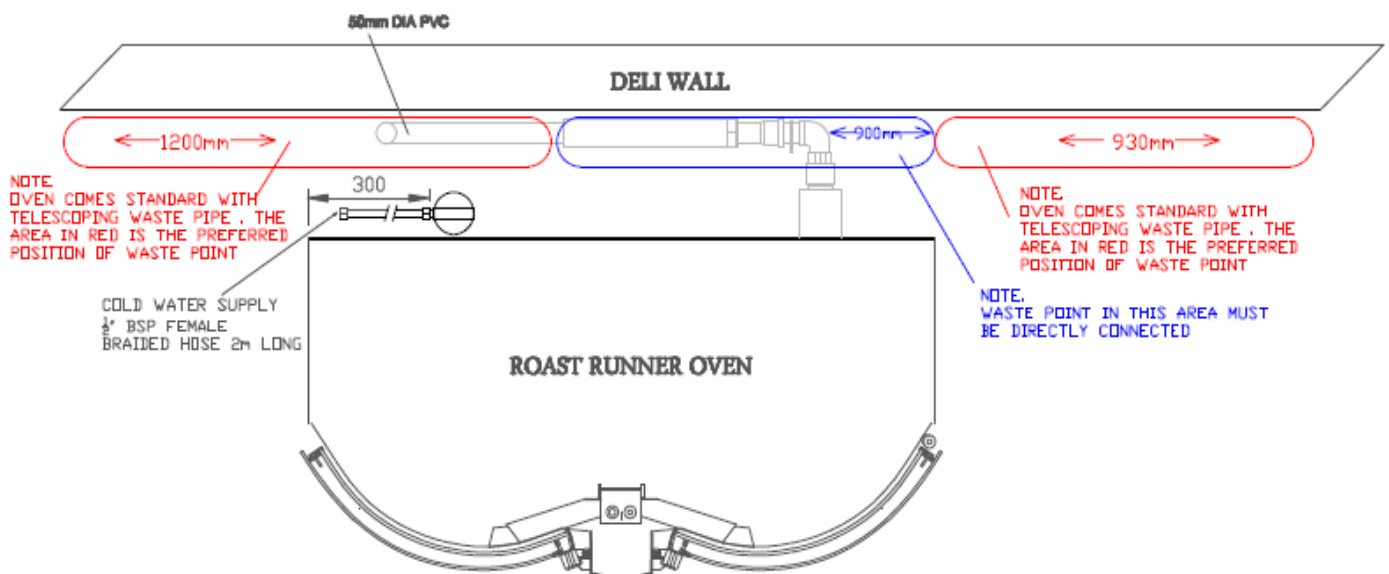 50mm DIA PVC
DELI WALL
1200mm
900mm
930mm
NOTE.
OVEN COMES STANDARD WITH
TELESCOPING WASTE PIPE . THE
AREA IN RED IS THE PREFERRED
POSITION OF WASTE POINT
300
NOTE.
OVEN COMES STANDARD WITH
TELESCOPING WASTE PIPE . THE
AREA IN RED IS THE PREFERRED
POSITION OF WASTE POINT
COLD WATER SUPPLY
½" BSP FEMALE
BRAIDED HOSE 2m LONG
NOTE.
WASTE POINT IN THIS AREA MUST
BE DIRECTLY CONNECTED
ROAST RUNNER OVEN